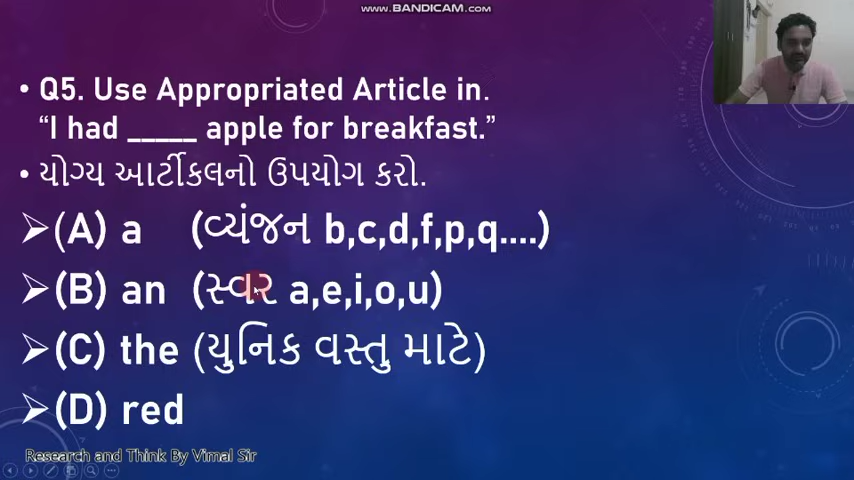 www.BANDICAM.com
• Q5. Use Appropriated Article in.
“I had _____ apple for breakfast.”
• યોગ્ય આર્ટીકલનો ઉપયોગ કરો.
➢(A) a (વ્યંજન b,c,d,f,p,q....)
➢(B) an (સ્વર a,e,i,o,u)
➢(C) the (યુનિક વસ્તુ માટે)
➢(D) red
Research and Think By Vimal Sir